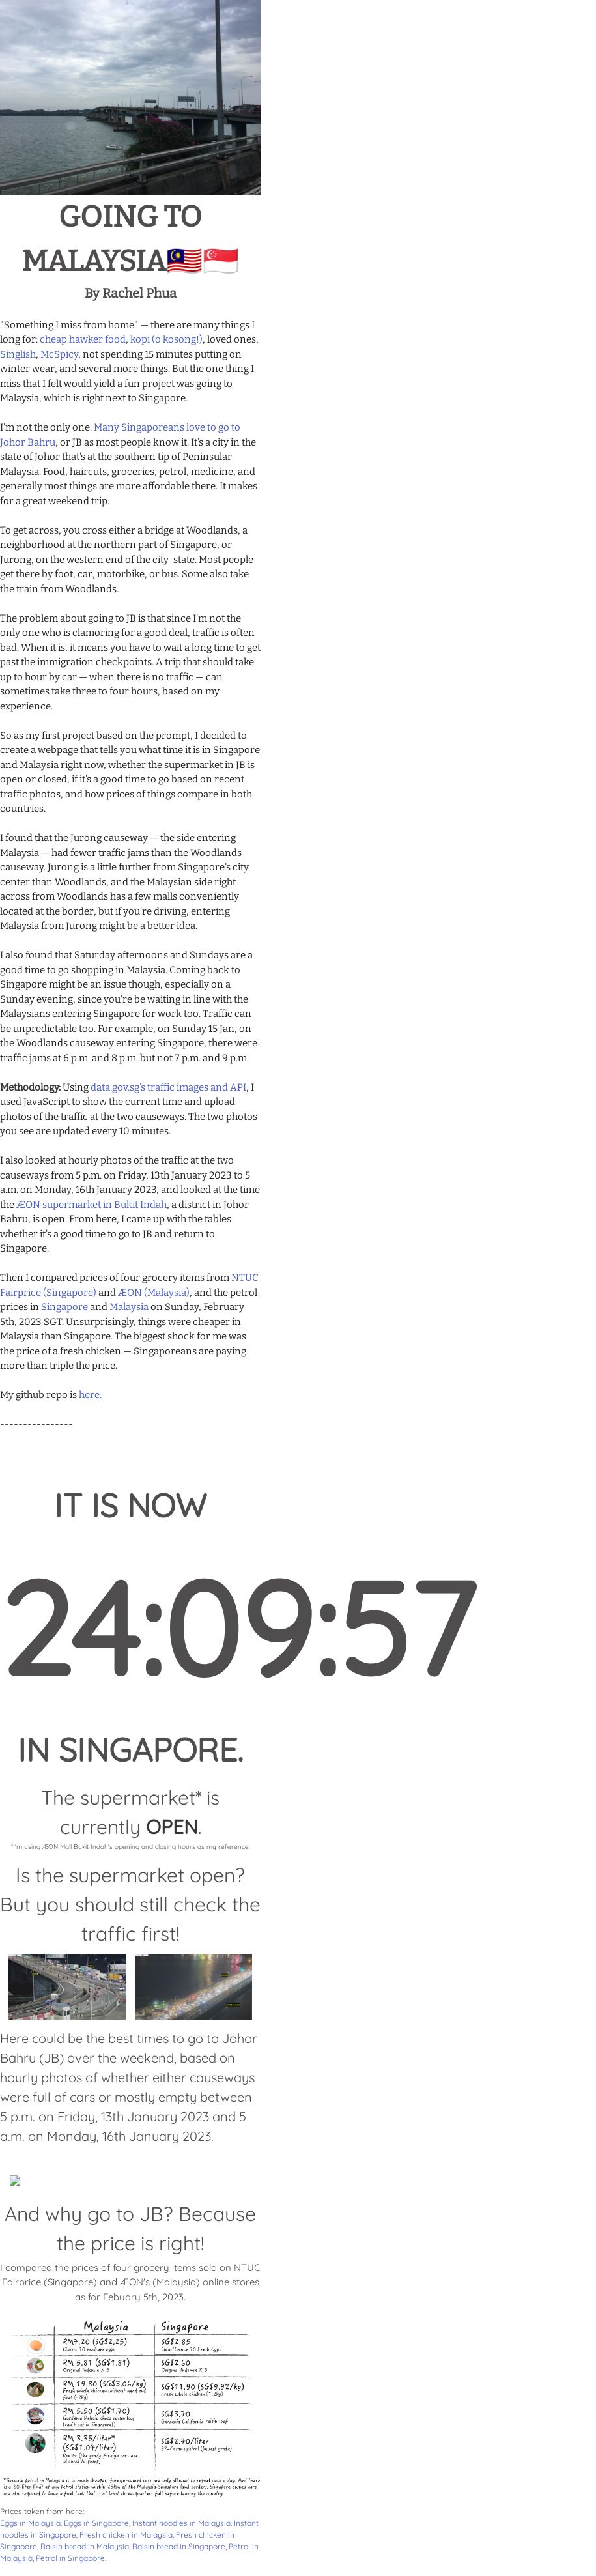 GOING TO
MALAYSIA🇲🇾🇸🇬
By Rachel Phua
"Something I miss from home" — there are many things I
long for: cheap hawker food, kopi (o kosong!), loved ones,
Singlish, McSpicy, not spending 15 minutes putting on
winter wear, and several more things. But the one thing I
miss that I felt would yield a fun project was going to
Malaysia, which is right next to Singapore.
I'm not the only one. Many Singaporeans love to go to
Johor Bahru, or JB as most people know it. It's a city in the
state of Johor that's at the southern tip of Peninsular
Malaysia. Food, haircuts, groceries, petrol, medicine, and
generally most things are more affordable there. It makes
for a great weekend trip.
To get across, you cross either a bridge at Woodlands, a
neighborhood at the northern part of Singapore, or
Jurong, on the western end of the city-state. Most people
get there by foot, car, motorbike, or bus. Some also take
the train from Woodlands.
The problem about going to JB is that since I'm not the
only one who is clamoring for a good deal, traffic is often
bad. When it is, it means you have to wait a long time to get
past the immigration checkpoints. A trip that should take
up to hour by car — when there is no traffic — can
sometimes take three to four hours, based on my
experience.
So as my first project based on the prompt, I decided to
create a webpage that tells you what time it is in Singapore
and Malaysia right now, whether the supermarket in JB is
open or closed, if it's a good time to go based on recent
traffic photos, and how prices of things compare in both
countries.
I found that the Jurong causeway — the side entering
Malaysia — had fewer traffic jams than the Woodlands
causeway. Jurong is a little further from Singapore's city
center than Woodlands, and the Malaysian side right
across from Woodlands has a few malls conveniently
located at the border, but if you're driving, entering
Malaysia from Jurong might be a better idea.
I also found that Saturday afternoons and Sundays are a
good time to go shopping in Malaysia. Coming back to
Singapore might be an issue though, especially on a
Sunday evening, since you're be waiting in line with the
Malaysians entering Singapore for work too. Traffic can
be unpredictable too. For example, on Sunday 15 Jan, on
the Woodlands causeway entering Singapore, there were
traffic jams at 6 p.m. and 8 p.m. but not 7 p.m. and 9 p.m.
Methodology: Using data.gov.sg's traffic images and API, I
used JavaScript to show the current time and upload
photos of the traffic at the two causeways. The two photos
you see are updated every 10 minutes.
I also looked at hourly photos of the traffic at the two
causeways from 5 p.m. on Friday, 13th January 2023 to 5
a.m. on Monday, 16th January 2023, and looked at the time
the ÆON supermarket in Bukit Indah, a district in Johor
Bahru, is open. From here, I came up with the tables
whether it's a good time to go to JB and return to
Singapore.
Then I compared prices of four grocery items from NTUC
Fairprice (Singapore) and ÆON (Malaysia), and the petrol
prices in Singapore and Malaysia on Sunday, February
5th, 2023 SGT. Unsurprisingly, things were cheaper in
Malaysia than Singapore. The biggest shock for me was
the price of a fresh chicken — Singaporeans are paying
more than triple the price.
My github repo is here.
----------------
IT IS NOW
24:09:57
IN SINGAPORE.
The supermarket* is
currently OPEN.
*I'm using ÆON Mall Bukit Indah's opening and closing hours as my reference.
Is the supermarket open?
But you should still check the
traffic first!
Here could be the best times to go to Johor
Bahru (JB) over the weekend, based on
hourly photos of whether either causeways
were full of cars or mostly empty between
5 p.m. on Friday, 13th January 2023 and 5
a.m. on Monday, 16th January 2023.
And why go to JB? Because
the price is right!
I compared the prices of four grocery items sold on NTUC
Fairprice (Singapore) and ÆON's (Malaysia) online stores
as for Febuary 5th, 2023.
Malaysia Singapore
RM7.20 (SG$2.25) SG$2.85
Classic 10 medium eggs SmartChoice 10 Fresh Eggs
RM 5.81 (SG$1.81) SG$2.60
Original Indomie X 5 Original Indomie X 5
RM 19.80 (SG$3.06/kg) SG$11.90 (SG$9.92/kg)
Fresh whole chicken without head and Fresh whole chicken (1.2kg)
feet (~2kg)
RM 5.50 (SG$1.70) SG$3.70
Gardenia Delicia choco raisin loaf Gardenia California raisin loaf
(can't get in Singapore!)
RM 3.35/liter* SG$2.70/liter
(SG$1.04/liter) 92-Octane petrol (lowest grade)
Ron97 (the grade foreign cars are
allowed to pump)
*Because petrol in Malaysia is so much cheaper, foreign-owned cars are only allowed to refuel once every two days. And there
is a 20-liter limit at any petrol station within 25km of the Malaysia-Singapore land borders. Singapore-owned cars
are also required to have a fuel tank that is at least three-quarters full before leaving the country.
Prices taken from here:
Eggs in Malaysia, Eggs in Singapore, Instant noodles in Malaysia, Instant
noodles in Singapore, Fresh chicken in Malaysia, Fresh chicken in
Singapore, Raisin bread in Malaysia, Raisin bread in Singapore, Petrol in
Malaysia, Petrol in Singapore.